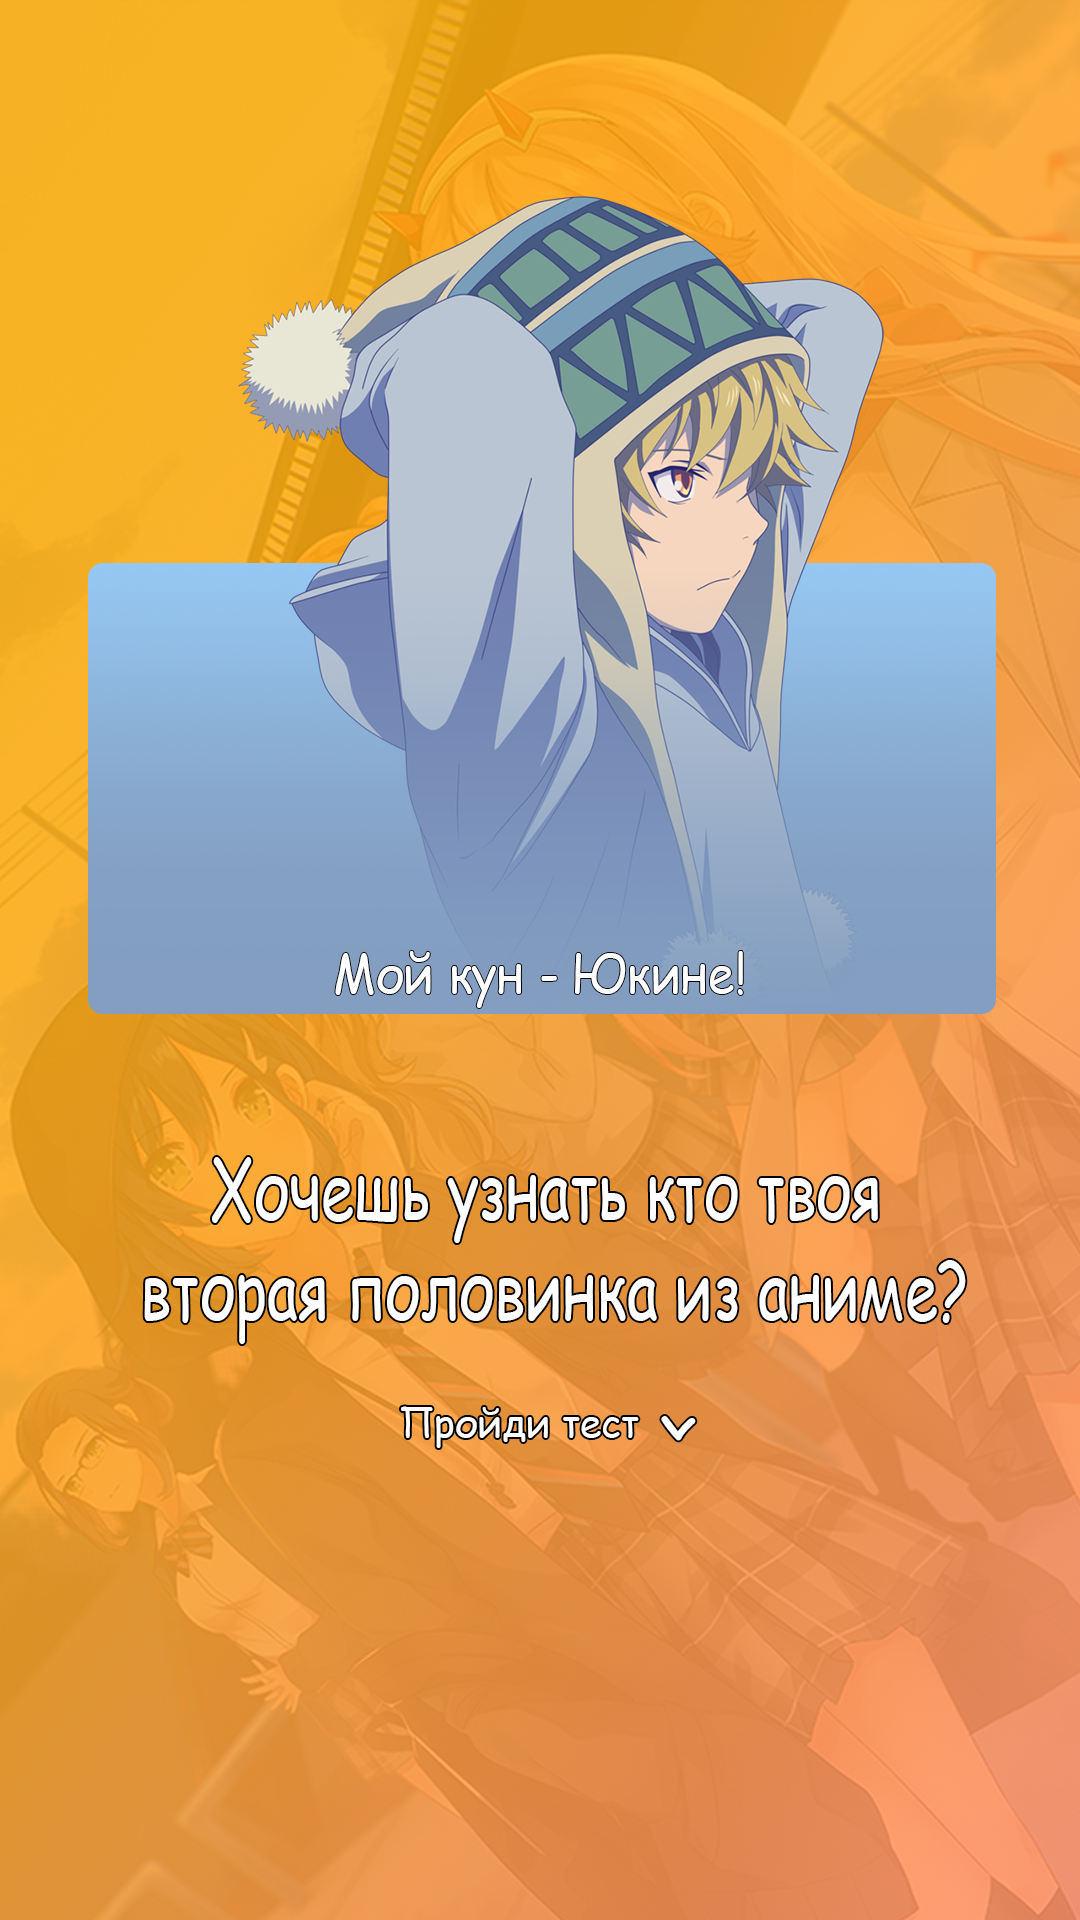 Мой кун - Юкине!
Хочешь узнать кто твоя
вторая половинка из аниме?
Пройди тест